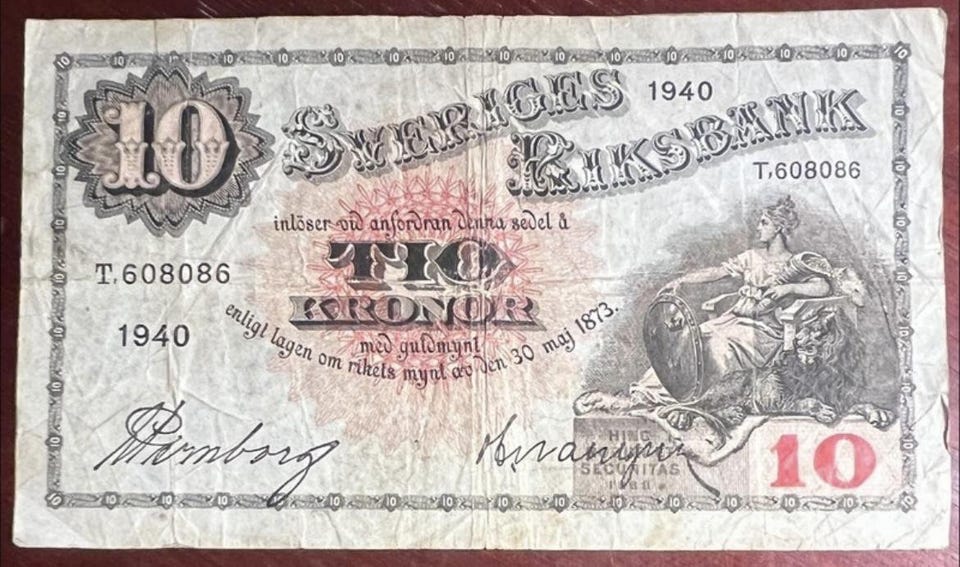 10
SVERIGES 1940
RIKSBANK
T,608086
inlöser vid anfordran denna sedel å
TIO
KRONOR
T,608086
1940
enligt lagen om rikets mynt av den 30 maj 1873.
med guldmynt
HINC
SECURITAS
10